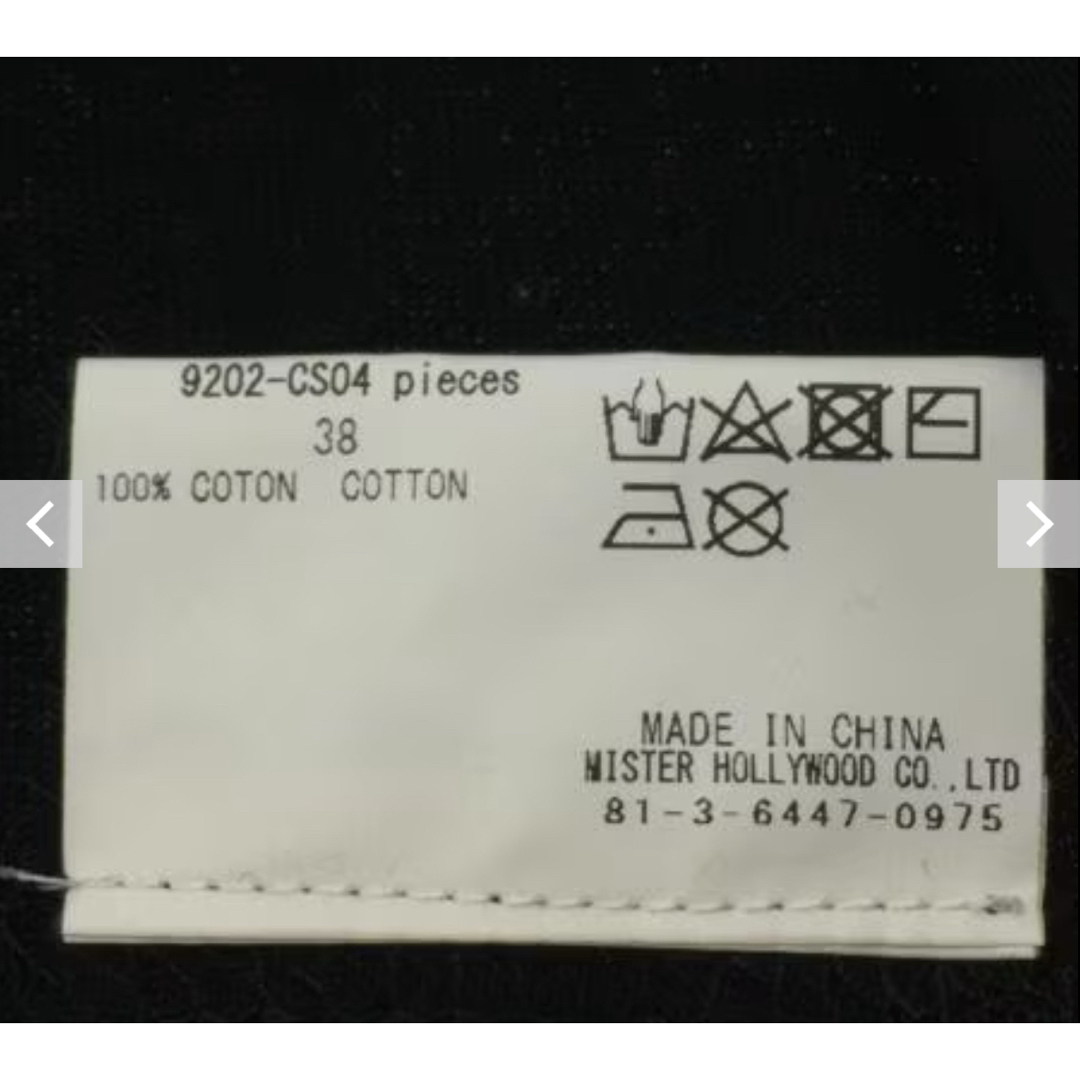 9202-CS04 pieces
38
100% COTON COTTON
MADE IN CHINA
MISTER HOLLYWOOD CO.,LTD
81-3-6447-0975